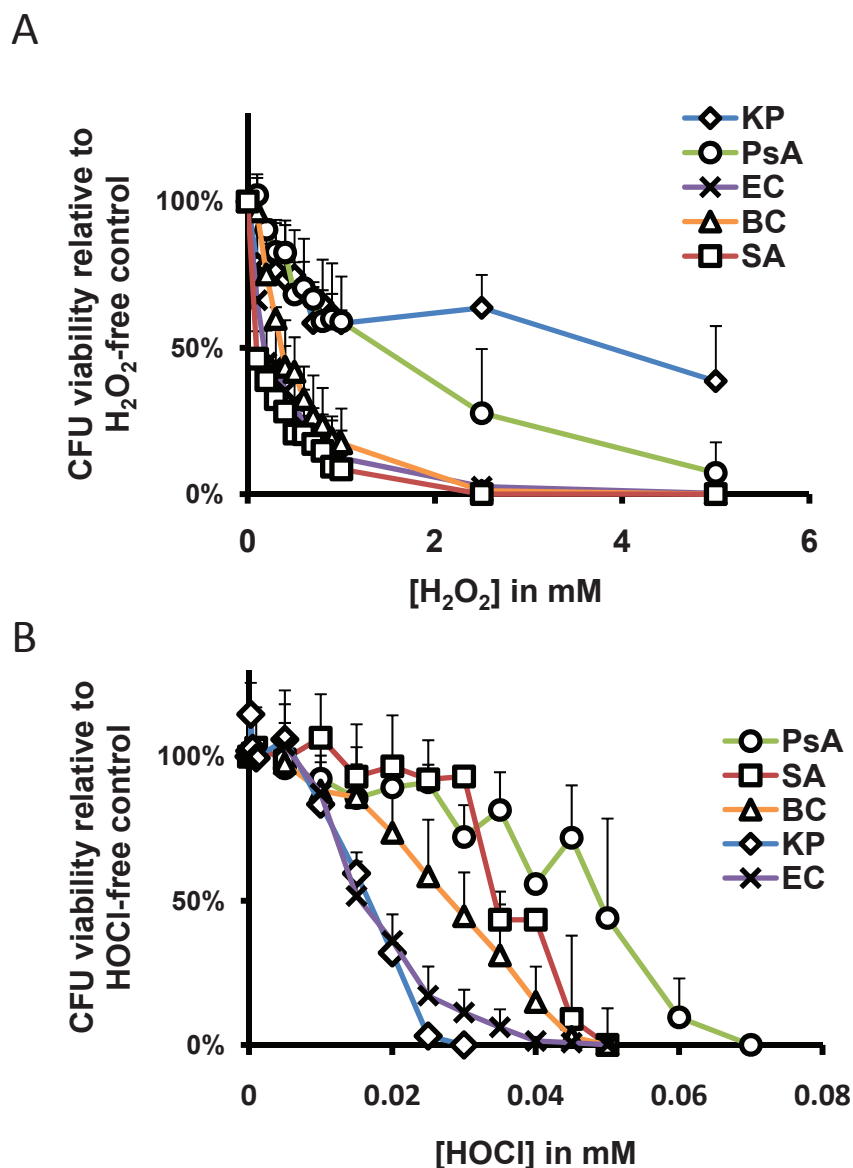 A
CFU viability relative to
H₂O₂-free control
100%
50%
0%
0
2
4
6
[H₂O₂] in mM
KP
PsA
EC
BC
SA
B
CFU viability relative to
HOCl-free control
100%
50%
0%
0
0.02
0.04
0.06
0.08
[HOCl] in mM
PsA
SA
BC
KP
EC